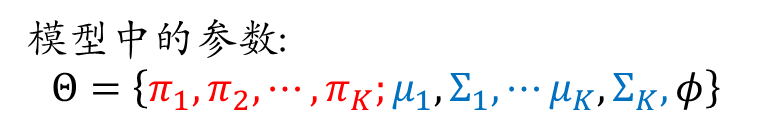 模型中的参数:
Θ = {π₁, π₂, ⋯ , π_K; μ₁, Σ₁, ⋯ μ_K, Σ_K, ϕ}